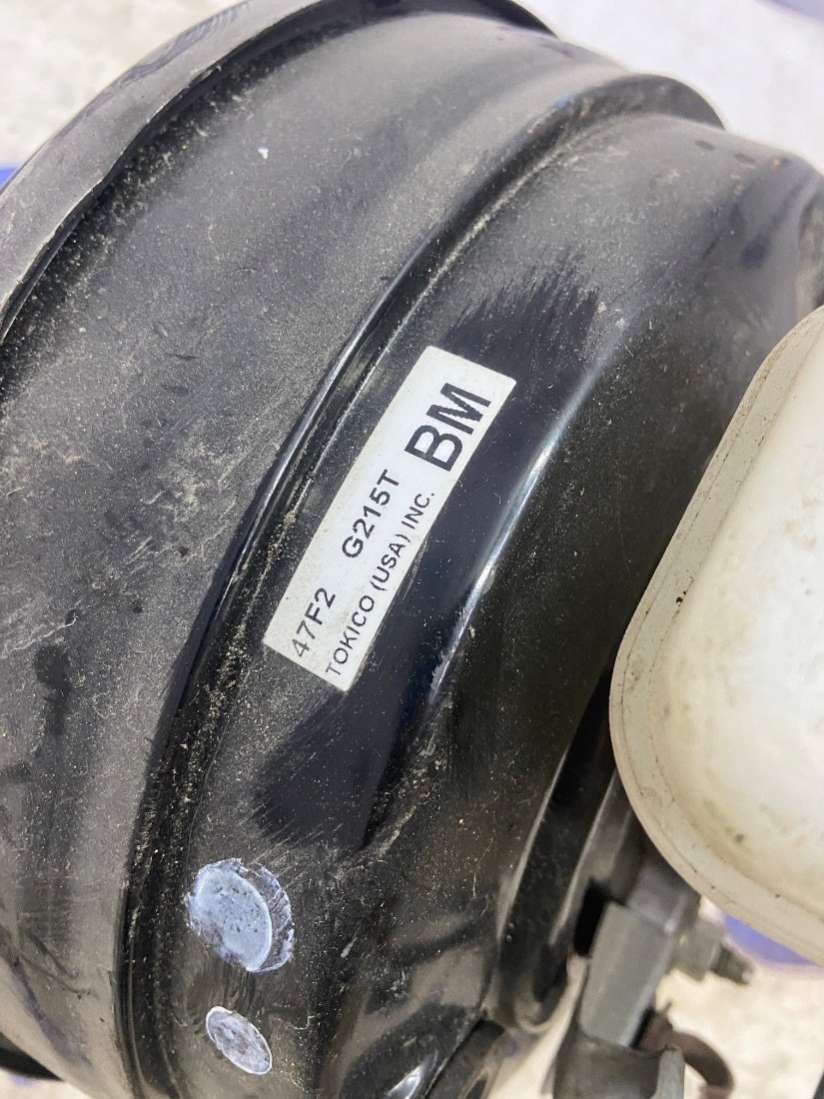 47F2 G215T BM
TOKICO (USA) INC.